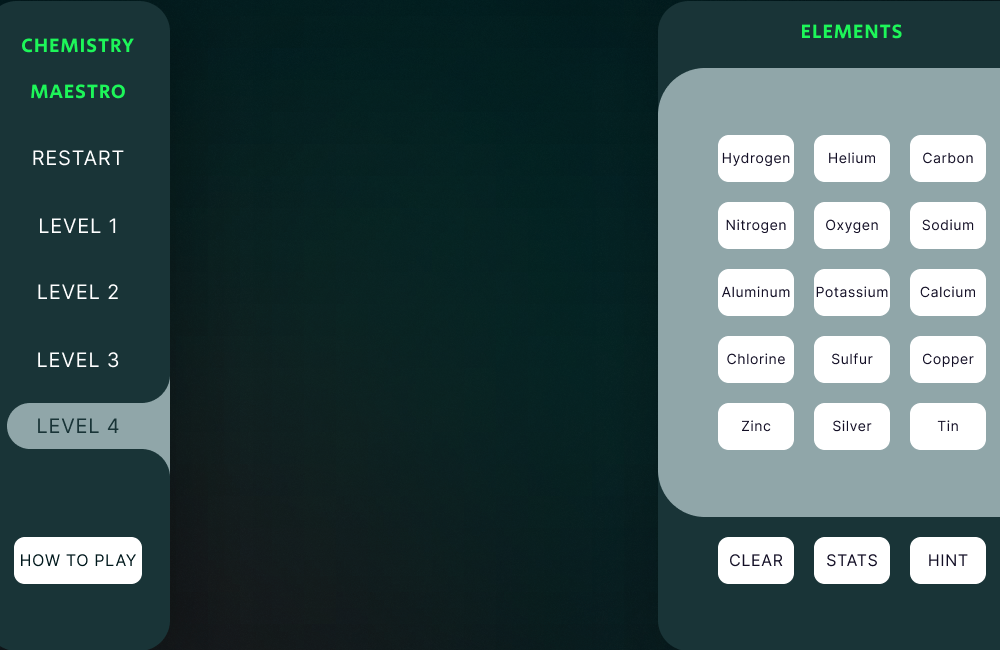 CHEMISTRY
MAESTRO
RESTART
LEVEL 1
LEVEL 2
LEVEL 3
LEVEL 4
HOW TO PLAY
ELEMENTS
Hydrogen Helium Carbon
Nitrogen Oxygen Sodium
Aluminum Potassium Calcium
Chlorine Sulfur Copper
Zinc Silver Tin
CLEAR STATS HINT